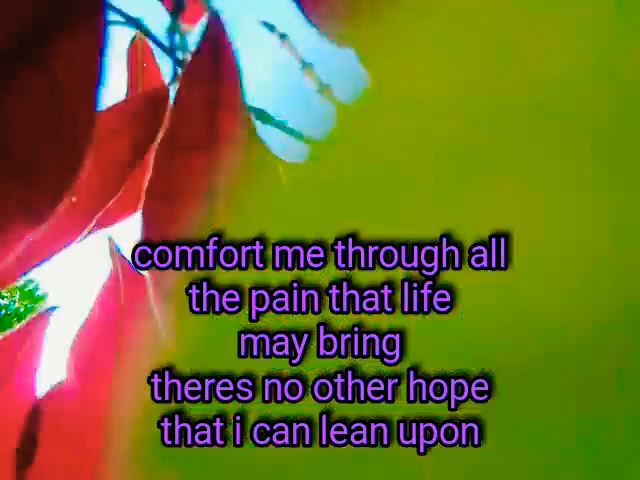 comfort me through all
the pain that life
may bring
theres no other hope
that i can lean upon